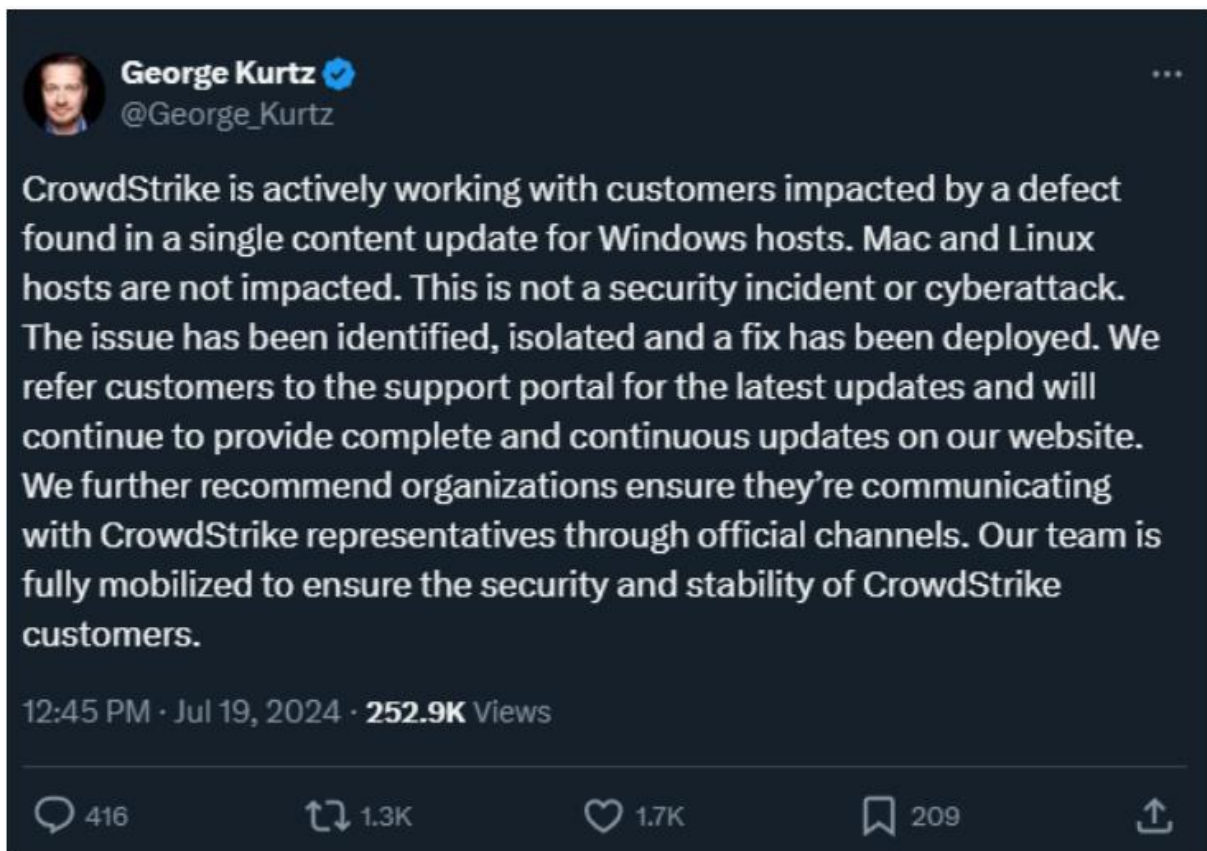 George Kurtz
@George_Kurtz
CrowdStrike is actively working with customers impacted by a defect
found in a single content update for Windows hosts. Mac and Linux
hosts are not impacted. This is not a security incident or cyberattack.
The issue has been identified, isolated and a fix has been deployed. We
refer customers to the support portal for the latest updates and will
continue to provide complete and continuous updates on our website.
We further recommend organizations ensure they’re communicating
with CrowdStrike representatives through official channels. Our team is
fully mobilized to ensure the security and stability of CrowdStrike
customers.
12:45 PM · Jul 19, 2024 · 252.9K Views
416 1.3K 1.7K 209